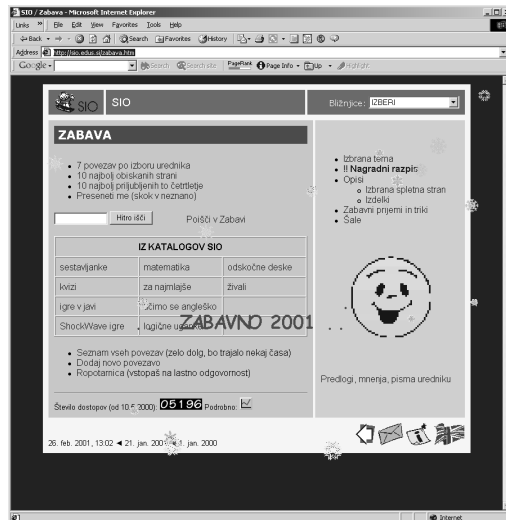 SIO / Zabava - Microsoft Internet Explorer
Links » File Edit View Favorites Tools Help
Back Search Favorites History
Address http://sio.edus.si/zabava.htm
Google Search Search site PageRank Page Info Up Highlight
SIO SIO Bližnjice: IZBERI
ZABAVA
7 povezav po izboru urednika
10 najbolj obiskanih strani
10 najbolj priljubljenih to četrtletje
Preseneti me (skok v neznano)
Hitro išči Poišči v Zabavi
IZ KATALOGOV SIO
sestavljanke matematika odskočne deske
kvizi za najmlajše živali
igre v javi učimo se angleško
ShockWave igre logične uganke
ZABAVNO 2001 . .
Seznam vseh povezav (zelo dolg, bo trajalo nekaj časa)
Dodaj novo povezavo
Ropotarnica (vstopaš na lastno odgovornost)
Število dostopov (od 10.5.2000): 05196 Podrobno:
26. feb. 2001, 13:02 ◄ 21. jan. 2001 ◄ 1. jan. 2000
Izbrana tema
!! Nagradni razpis
Opisi
Izbrana spletna stran
Izdelki
Zabavni prijemi in triki
Šale
Predlogi, mnenja, pisma uredniku
Internet